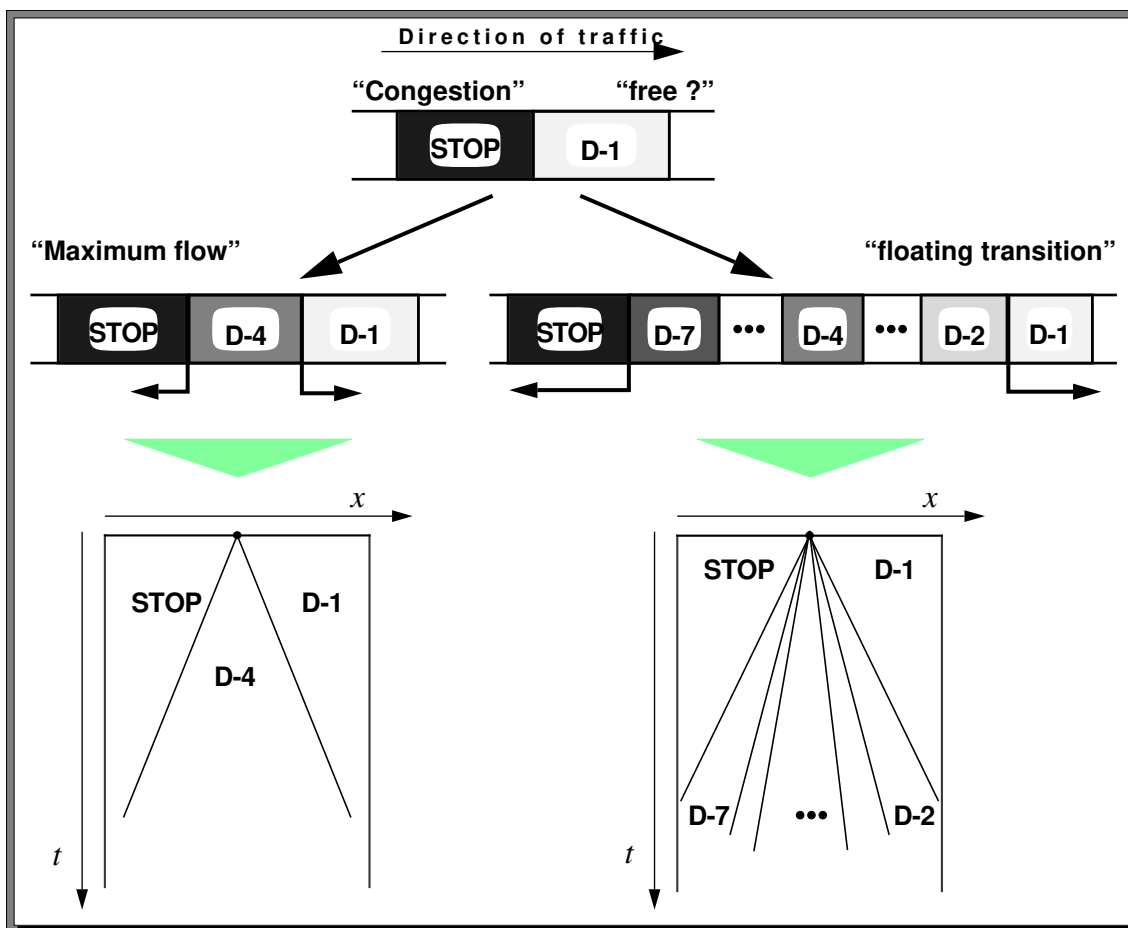 Direction of traffic
“Congestion” “free ?”
STOP D-1
“Maximum flow” “floating transition”
STOP D-4 D-1
STOP D-7 ••• D-4 ••• D-2 D-1
x
STOP D-1
D-4
t
x
STOP D-1
D-7 ••• D-2
t